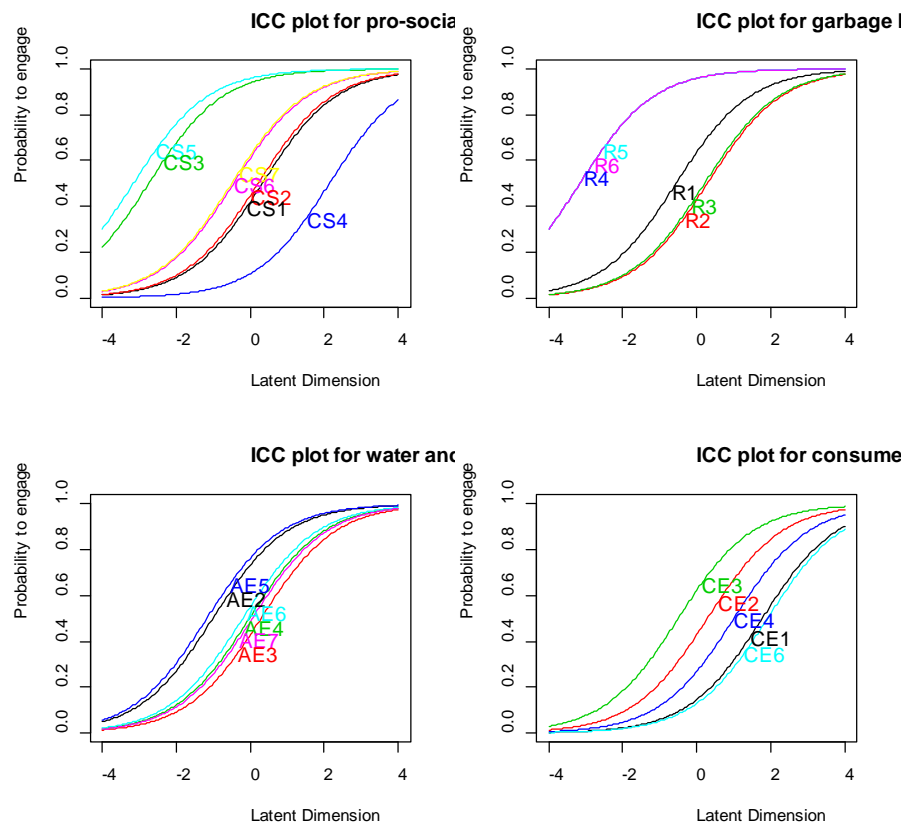 ICC plot for pro-socia
Probability to engage
1.0
0.8
0.6
0.4
0.2
0.0
CS5
CS3
CS7
CS6
CS2
CS1
CS4
-4 -2 0 2 4
Latent Dimension
ICC plot for garbage
Probability to engage
1.0
0.8
0.6
0.4
0.2
0.0
R5
R6
R4
R1
R3
R2
-4 -2 0 2 4
Latent Dimension
ICC plot for water and
Probability to engage
1.0
0.8
0.6
0.4
0.2
0.0
AE5
AE2
AE6
AE4
AE7
AE3
-4 -2 0 2 4
Latent Dimension
ICC plot for consume
Probability to engage
1.0
0.8
0.6
0.4
0.2
0.0
CE3
CE2
CE4
CE1
CE6
-4 -2 0 2 4
Latent Dimension